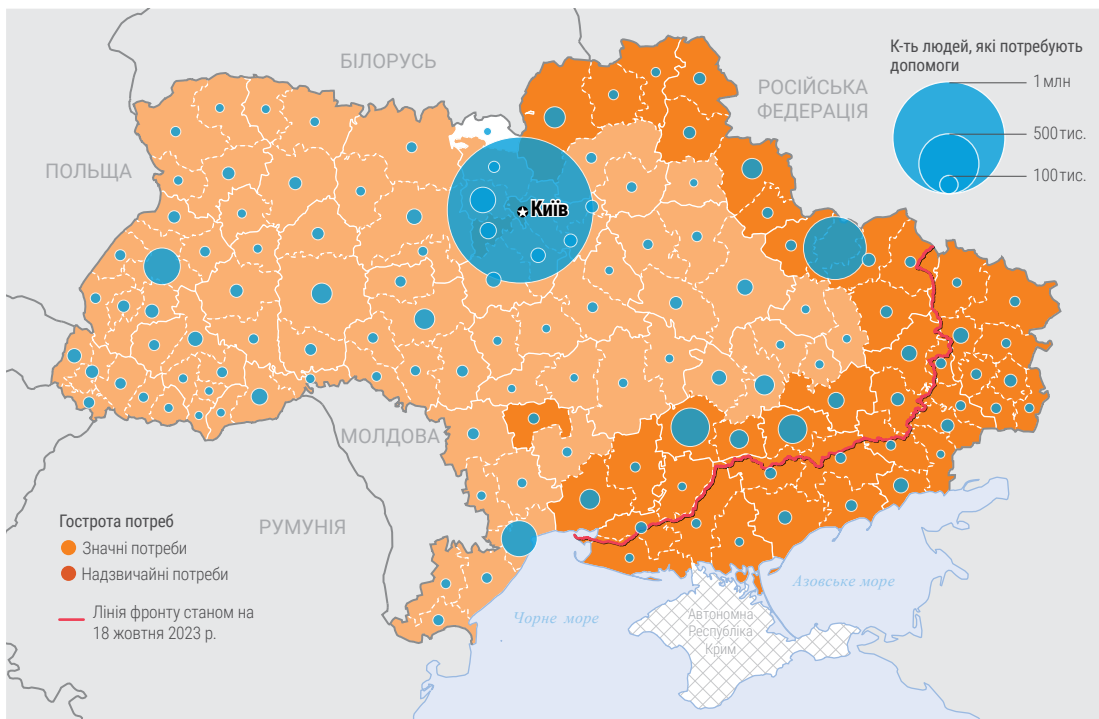 БІЛОРУСЬ
РОСІЙСЬКА
ФЕДЕРАЦІЯ
К-ть людей, які потребують
допомоги
1 млн
500 тис.
100 тис.
ПОЛЬЩА
Київ
МОЛДОВА
РУМУНІЯ
Гострота потреб
Значні потреби
Надзвичайні потреби
Лінія фронту станом на
18 жовтня 2023 р.
Чорне море
Азовське море
Автономна
Республіка
Крим